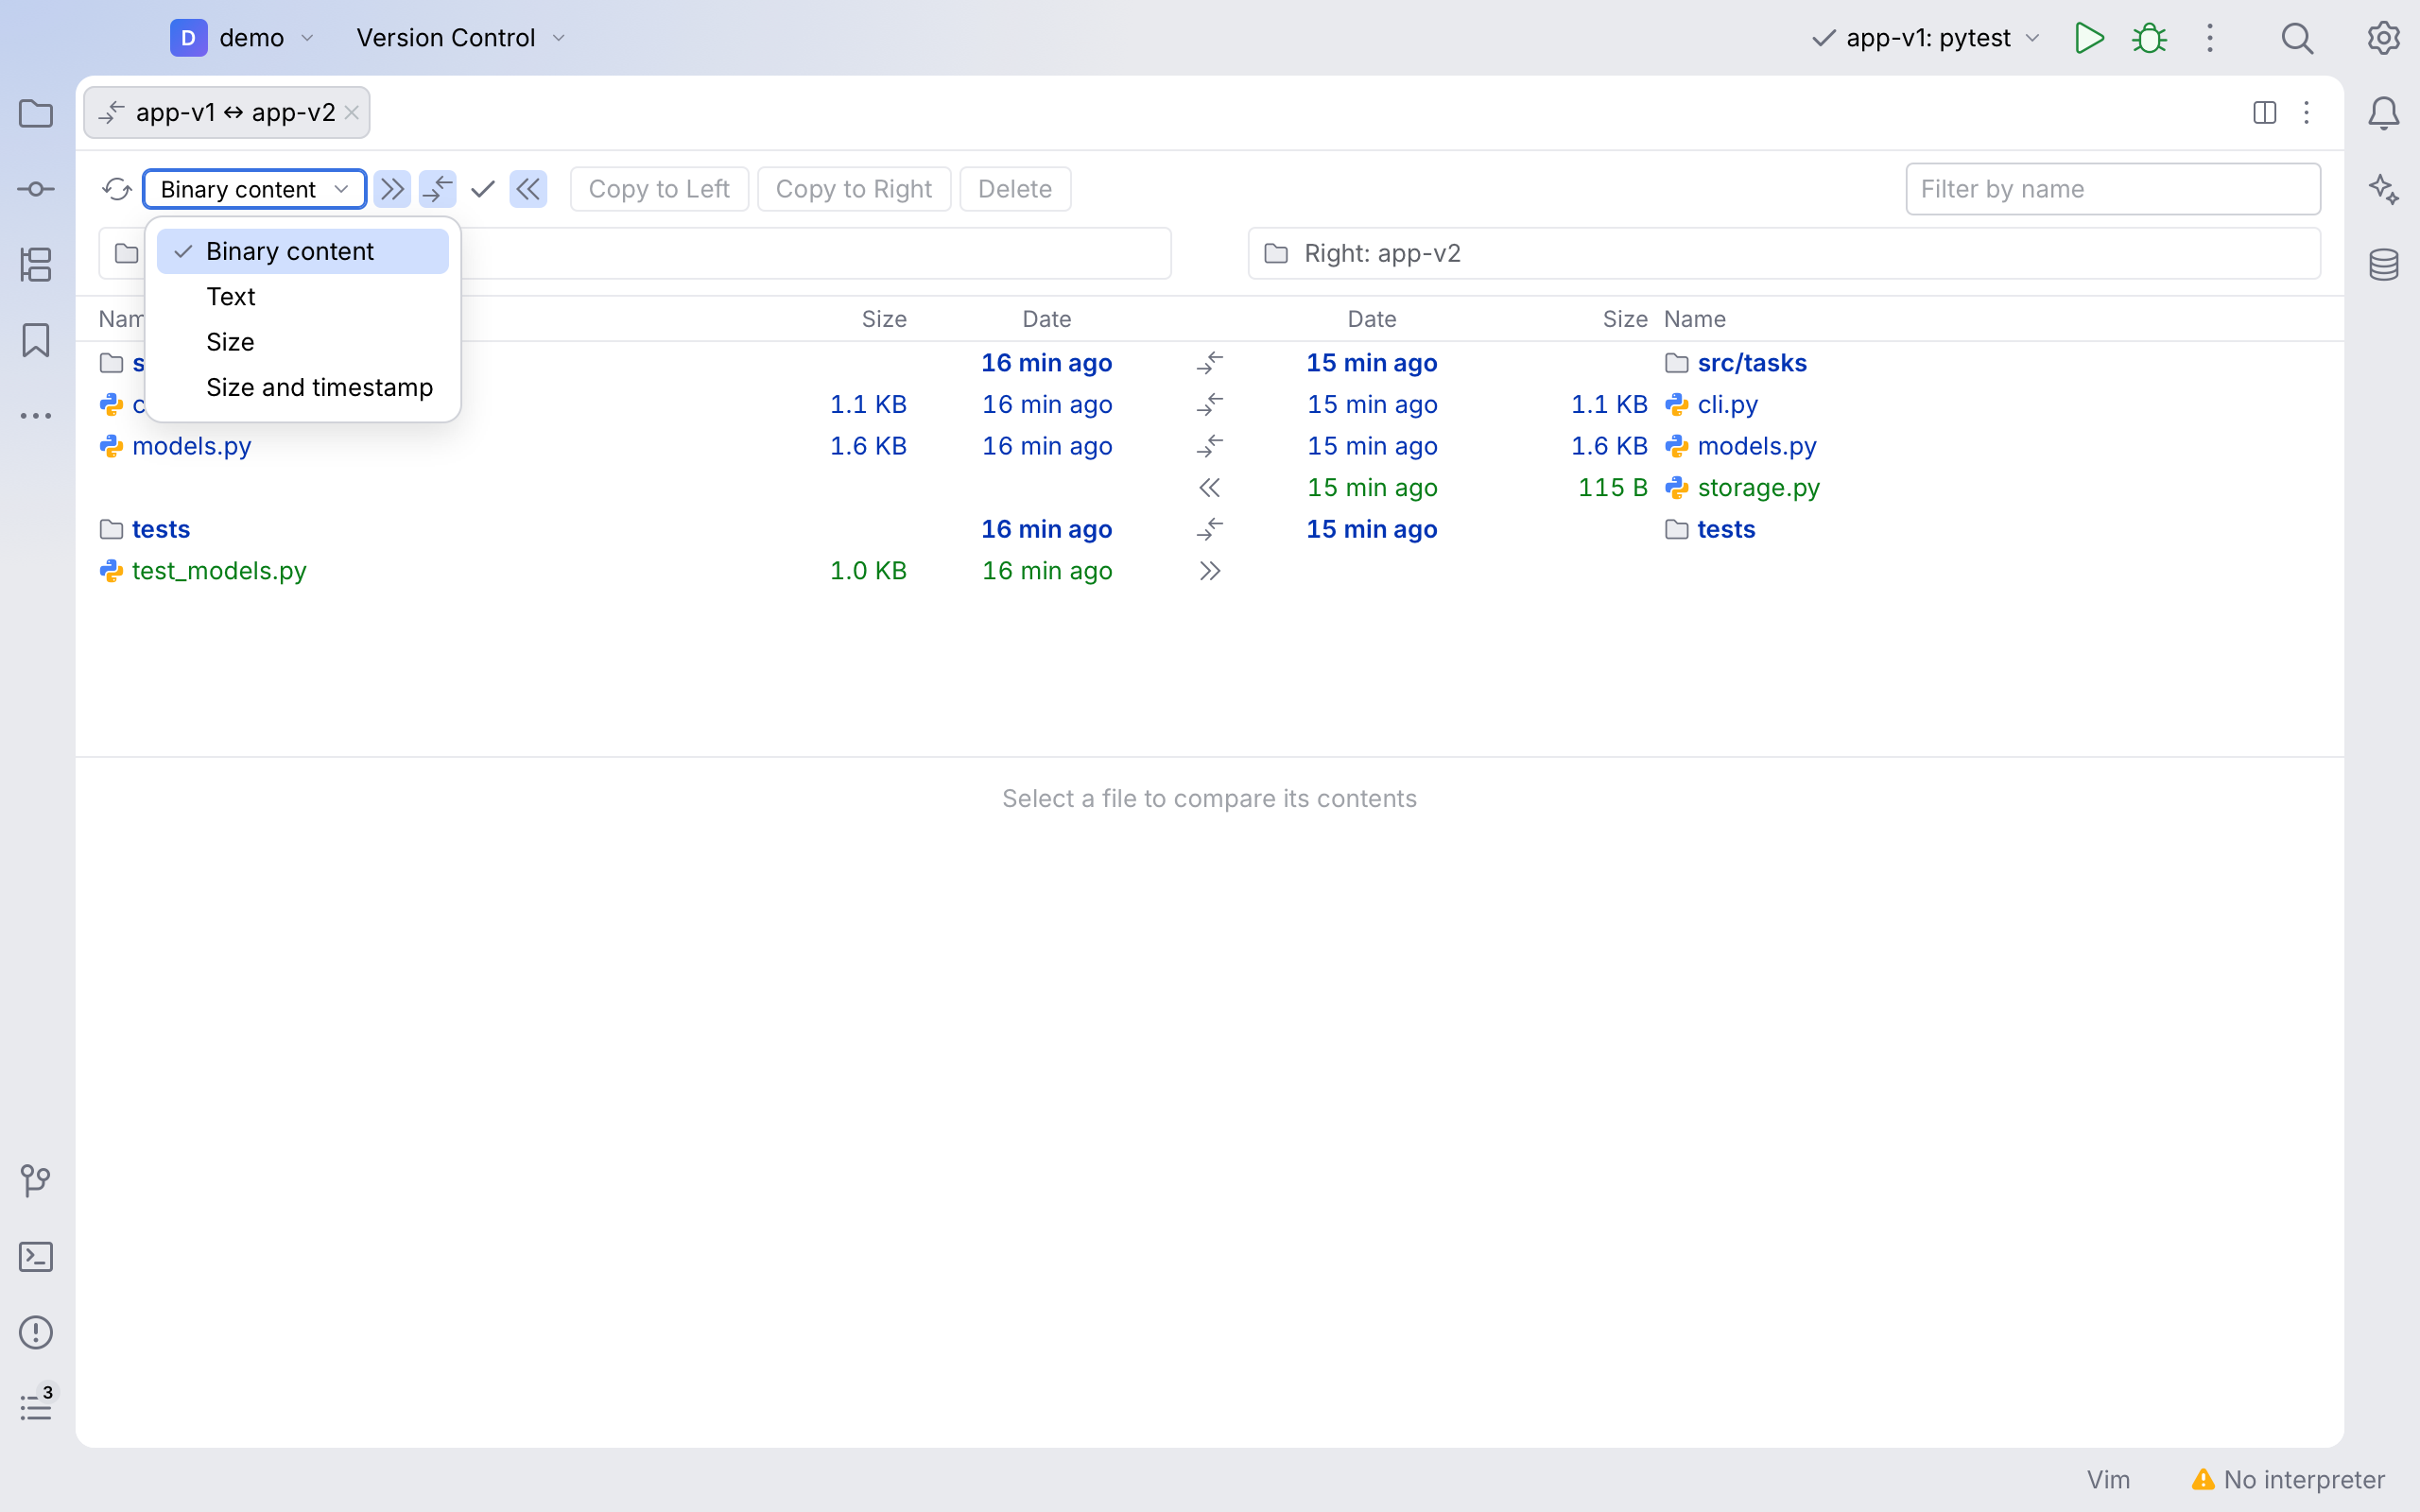 D demo Version Control app-v1: pytest
app-v1 ↔ app-v2
Binary content Copy to Left Copy to Right Delete Filter by name
Binary content
Text
Size
Size and timestamp
Right: app-v2
Size Date Date Size Name
16 min ago 15 min ago src/tasks
1.1 KB 16 min ago 15 min ago 1.1 KB cli.py
models.py 1.6 KB 16 min ago 15 min ago 1.6 KB models.py
15 min ago 115 B storage.py
tests 16 min ago 15 min ago tests
test_models.py 1.0 KB 16 min ago
Select a file to compare its contents
3
Vim No interpreter